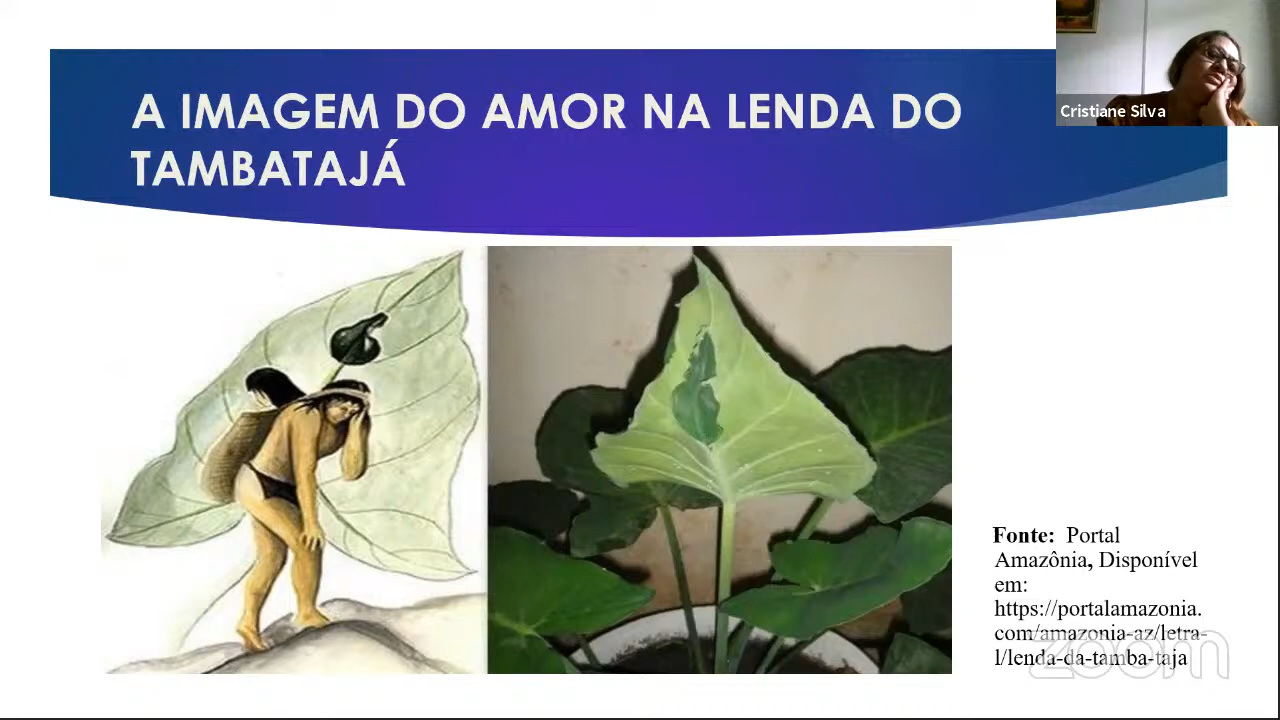 A IMAGEM DO AMOR NA LENDA DO
TAMBATAJÁ
Cristiane Silva
Fonte: Portal
Amazônia, Disponível
em:
https://portalamazonia.
com/amazonia-az/letra-
l/lenda-da-tamba-taja
zoom